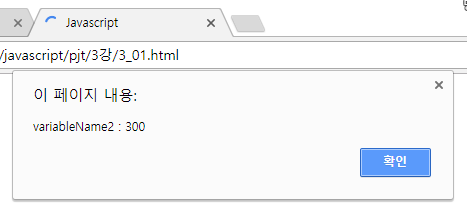 Javascript
/javascript/pjt/3강/3_01.html
이 페이지 내용:
variableName2 : 300
확인